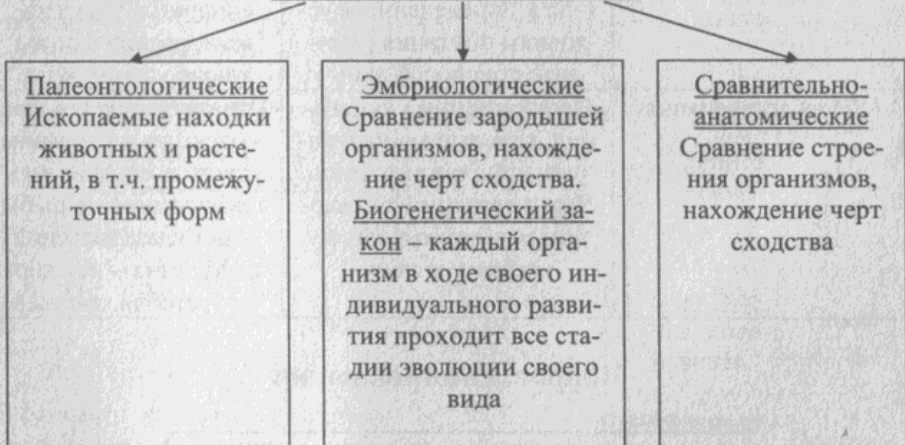 Палеонтологические
Ископаемые находки
животных и расте-
ний, в т.ч. промежу-
точных форм
Эмбриологические
Сравнение зародышей
организмов, нахожде-
ние черт сходства.
Биогенетический за-
кон – каждый орга-
низм в ходе своего ин-
дивидуального разви-
тия проходит все ста-
дии эволюции своего
вида
Сравнительно-
анатомические
Сравнение строе-
ния организмов,
нахождение черт
сходства